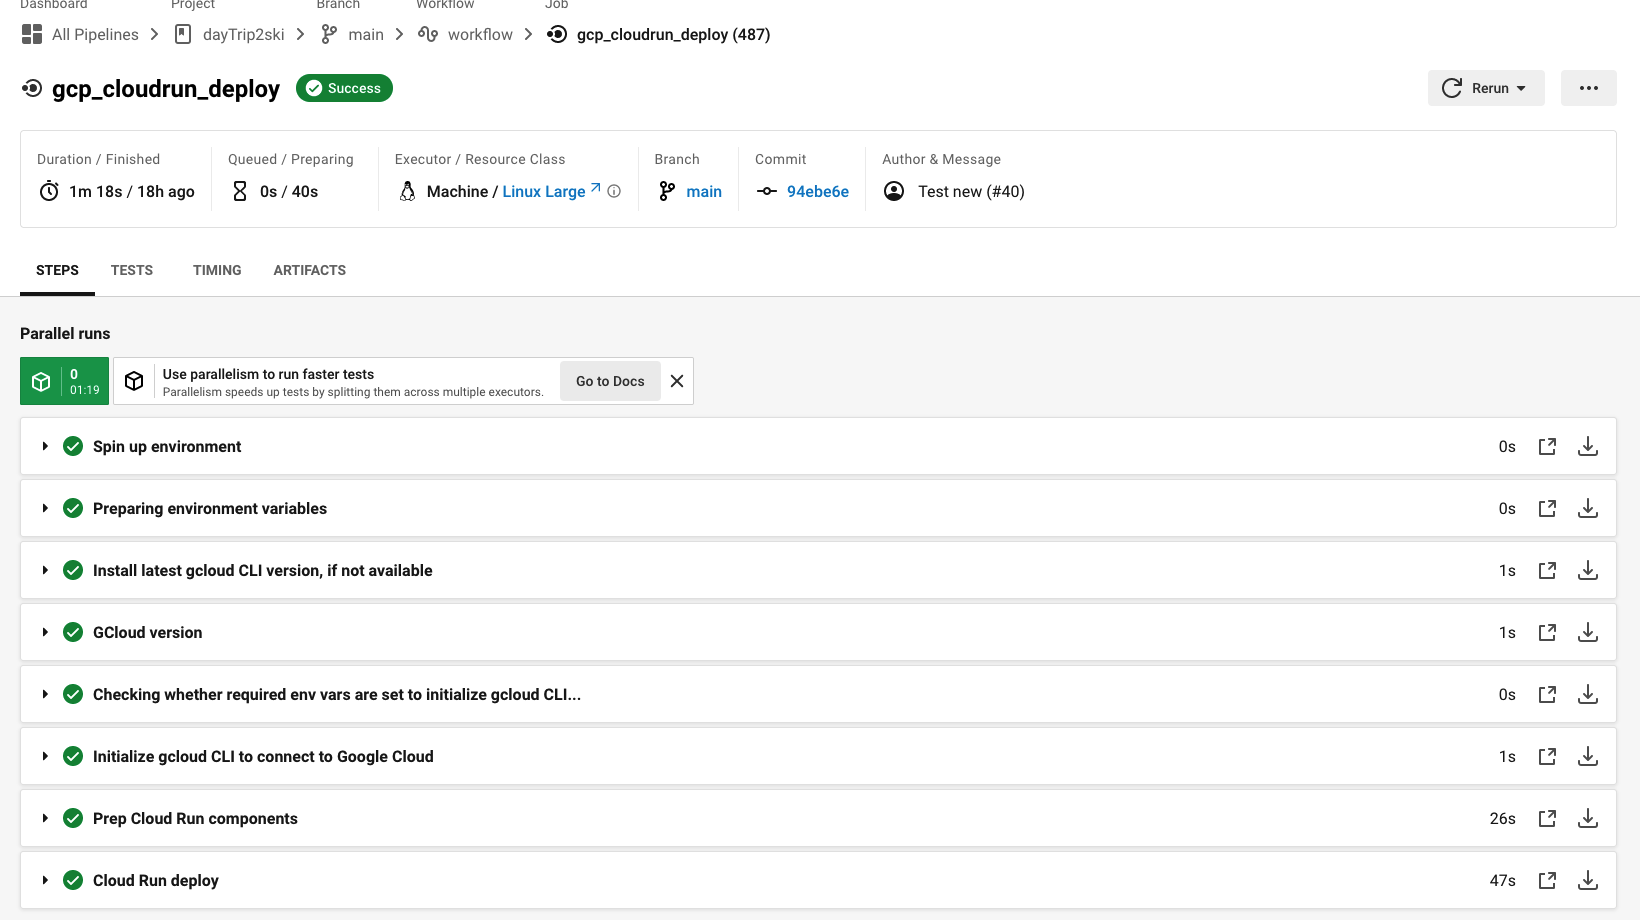 Dashboard Project Branch Workflow Job
All Pipelines dayTrip2ski main workflow gcp_cloudrun_deploy (487)
gcp_cloudrun_deploy Success Rerun
Duration / Finished Queued / Preparing Executor / Resource Class Branch Commit Author & Message
1m 18s / 18h ago 0s / 40s Machine / Linux Large main 94ebe6e Test new (#40)
STEPS TESTS TIMING ARTIFACTS
Parallel runs
0
01:19
Use parallelism to run faster tests
Parallelism speeds up tests by splitting them across multiple executors.
Go to Docs
Spin up environment 0s
Preparing environment variables 0s
Install latest gcloud CLI version, if not available 1s
GCloud version 1s
Checking whether required env vars are set to initialize gcloud CLI... 0s
Initialize gcloud CLI to connect to Google Cloud 1s
Prep Cloud Run components 26s
Cloud Run deploy 47s